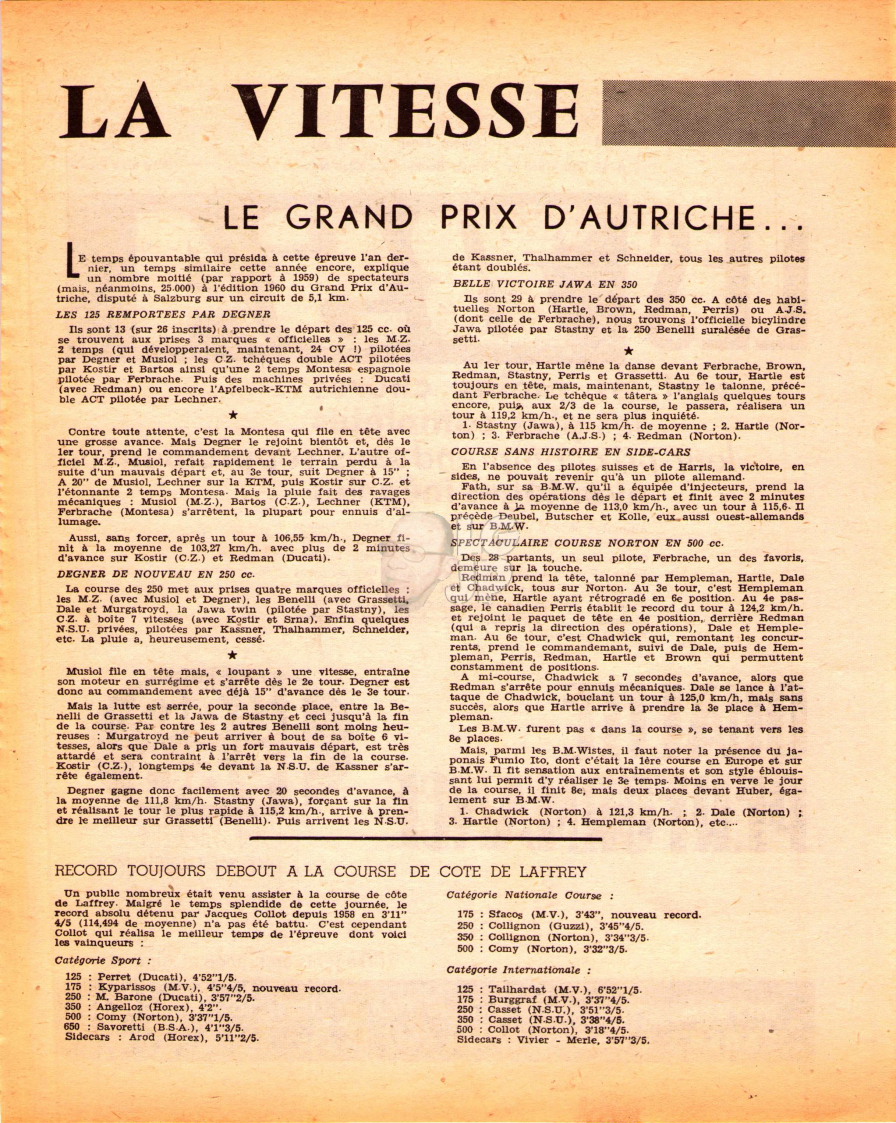 LA VITESSE
LE GRAND PRIX D'AUTRICHE...
LE temps épouvantable qui présida à cette épreuve l'an der-
nier, un temps similaire cette année encore, explique
un nombre moitié (par rapport à 1959) de spectateurs
(mais, néanmoins, 25.000) à l'édition 1960 du Grand Prix d'Au-
triche, disputé à Salzburg sur un circuit de 5,1 km.
LES 125 REMPORTEES PAR DEGNER
Ils sont 13 (sur 26 inscrits) à prendre le départ des 125 cc. où
se trouvent aux prises 3 marques « officielles » : les M.Z.
2 temps (qui développeraient, maintenant, 24 CV !) pilotées
par Degner et Musiol ; les C.Z. tchéques double ACT pilotées
par Kostir et Bartos ainsi qu'une 2 temps Montesa espagnole
pilotée par Ferbrache. Puis des machines privées : Ducati
(avec Redman) ou encore l'Apfelbeck-KTM autrichienne dou-
ble ACT pilotée par Lechner.
★
Contre toute attente, c'est la Montesa qui file en tête avec
une grosse avance. Mais Degner le rejoint bientôt et, dès le
1er tour, prend le commandement devant Lechner. L'autre of-
ficiel M.Z., Musiol, refait rapidement le terrain perdu à la
suite d'un mauvais départ et, au 3e tour, suit Degner à 15" ;
A 20" de Musiol, Lechner sur la KTM, puis Kostir sur C.Z. et
l'étonnante 2 temps Montesa. Mais la pluie fait des ravages
mécaniques : Musiol (M.Z.), Bartos (C.Z.), Lechner (KTM),
Ferbrache (Montesa) s'arrêtent, la plupart pour ennuis d'al-
lumage.
Aussi, sans forcer, aprés un tour à 106,55 km/h., Degner fi-
nit à la moyenne de 103,27 km/h. avec plus de 2 minutes
d'avance sur Kostir (C.Z.) et Redman (Ducati).
DEGNER DE NOUVEAU EN 250 cc.
La course des 250 met aux prises quatre marques officielles :
les M.Z. (avec Musiol et Degner), les Benelli (avec Grassetti,
Dale et Murgatroyd, la Jawa twin (pilotée par Stastny), les
C.Z. à boîte 7 vitesses (avec Kostir et Srna). Enfin quelques
N.S.U. privées, pilotées par Kassner, Thalhammer, Schneider,
etc. La pluie a, heureusement, cessé.
★
Musiol file en tête mais, « loupant » une vitesse, entraîne
son moteur en surrégime et s'arrête dès le 2e tour. Degner est
donc au commandement avec déjà 15" d'avance dès le 3e tour.
Mais la lutte est serrée, pour la seconde place, entre la Be-
nelli de Grassetti et la Jawa de Stastny et ceci jusqu'à la fin
de la course. Par contre les 2 autres Benelli sont moins heu-
reuses : Murgatroyd ne peut arriver à bout de sa boîte 6 vi-
tesses, alors que Dale a pris un fort mauvais départ, est très
attardé et sera contraint à l'arrêt vers la fin de la course.
Kostir (C.Z.), longtemps 4e devant la N.S.U. de Kassner s'ar-
rête également.
Degner gagne donc facilement avec 20 secondes d'avance, à
la moyenne de 111,8 km/h. Stastny (Jawa), forçant sur la fin
et réalisant le tour le plus rapide à 115,2 km/h., arrive à pren-
dre le meilleur sur Grassetti (Benelli). Puis arrivent les N.S.U.
de Kassner, Thalhammer et Schneider, tous les autres pilotes
étant doublés.
BELLE VICTOIRE JAWA EN 350
Ils sont 29 à prendre le départ des 350 cc. A côté des habi-
tuelles Norton (Hartle, Brown, Redman, Perris) ou A.J.S.
(dont celle de Ferbrache), nous trouvons l'officielle bicylindre
Jawa pilotée par Stastny et la 250 Benelli suralésée de Gras-
setti.
★
Au 1er tour, Hartle mène la danse devant Ferbrache, Brown,
Redman, Stastny, Perris et Grassetti. Au 6e tour, Hartle est
toujours en tête, mais, maintenant, Stastny le talonne, précé-
dant Ferbrache. Le tchèque « tâtera » l'anglais quelques tours
encore, puis, aux 2/3 de la course, le passera, réalisera un
tour à 119,2 km/h., et ne sera plus inquiété.
1. Stastny (Jawa), à 115 km/h. de moyenne ; 2. Hartle (Nor-
ton) ; 3. Ferbrache (A.J.S.) ; 4. Redman (Norton).
COURSE SANS HISTOIRE EN SIDE-CARS
En l'absence des pilotes suisses et de Harris, la victoire, en
sides, ne pouvait revenir qu'à un pilote allemand.
Fath, sur sa B.M.W. qu'il a équipée d'injecteurs, prend la
direction des opérations dès le départ et finit avec 2 minutes
d'avance à la moyenne de 113,0 km/h., avec un tour à 115,6. Il
précède Deubel, Butscher et Kolle, eux aussi ouest-allemands
et sur B.M.W.
SPECTACULAIRE COURSE NORTON EN 500 cc.
Des 28 partants, un seul pilote, Ferbrache, un des favoris,
demeure sur la touche.
Redman prend la tête, talonné par Hempleman, Hartle, Dale
et Chadwick, tous sur Norton. Au 3e tour, c'est Hempleman
qui mène, Hartle ayant rétrogradé en 6e position. Au 4e pas-
sage, le canadien Perris établit le record du tour à 124,2 km/h.
et rejoint le paquet de tête en 4e position, derrière Redman
(qui a repris la direction des opérations), Dale et Hemple-
man. Au 6e tour, c'est Chadwick qui, remontant les concur-
rents, prend le commandemant, suivi de Dale, puis de Hem-
pleman, Perris, Redman, Hartle et Brown qui permuttent
constamment de positions.
A mi-course, Chadwick a 7 secondes d'avance, alors que
Redman s'arrête pour ennuis mécaniques. Dale se lance à l'at-
taque de Chadwick, bouclant un tour à 125,0 km/h, mais sans
succès, alors que Hartle arrive à prendre la 3e place à Hem-
pleman.
Les B.M.W. furent pas « dans la course », se tenant vers les
8e places.
Mais, parmi les B.M.Wistes, il faut noter la présence du ja-
ponais Fumio Ito, dont c'était la 1ère course en Europe et sur
B.M.W. Il fit sensation aux entrainements et son style éblouis-
sant lui permit d'y réaliser le 3e temps. Moins en verve le jour
de la course, il finit 8e, mais deux places devant Huber, éga-
lement sur B.M.W.
1. Chadwick (Norton) à 121,3 km/h. ; 2. Dale (Norton) ;
3. Hartle (Norton) ; 4. Hempleman (Norton), etc...
RECORD TOUJOURS DEBOUT A LA COURSE DE COTE DE LAFFREY
Un public nombreux était venu assister à la course de côte
de Laffrey. Malgré le temps splendide de cette journée, le
record absolu détenu par Jacques Collot depuis 1958 en 3'11"
4/5 (114,494 de moyenne) n'a pas été battu. C'est cependant
Collot qui réalisa le meilleur temps de l'épreuve dont voici
les vainqueurs :
Catégorie Sport :
125 : Perret (Ducati), 4'52"1/5.
175 : Kyparissos (M.V.), 4'5"4/5, nouveau record.
250 : M. Barone (Ducati), 3'57"2/5.
350 : Angelloz (Horex), 4'2".
500 : Comy (Norton), 3'37"1/5.
650 : Savoretti (B.S.A.), 4'1"3/5.
Sidecars : Arod (Horex), 5'11"2/5.
Catégorie Nationale Course :
175 : Sfacos (M.V.), 3'43", nouveau record.
250 : Collignon (Guzzi), 3'45"4/5.
350 : Collignon (Norton), 3'34"3/5.
500 : Comy (Norton), 3'32"3/5.
Catégorie Internationale :
125 : Tailhardat (M.V.), 6'52"1/5.
175 : Burggraf (M.V.), 3'37"4/5.
250 : Casset (N.S.U.), 3'51"3/5.
350 : Casset (N.S.U.), 3'38"4/5.
500 : Collot (Norton), 3'18"4/5.
Sidecars : Vivier - Merle, 3'57"3/5.